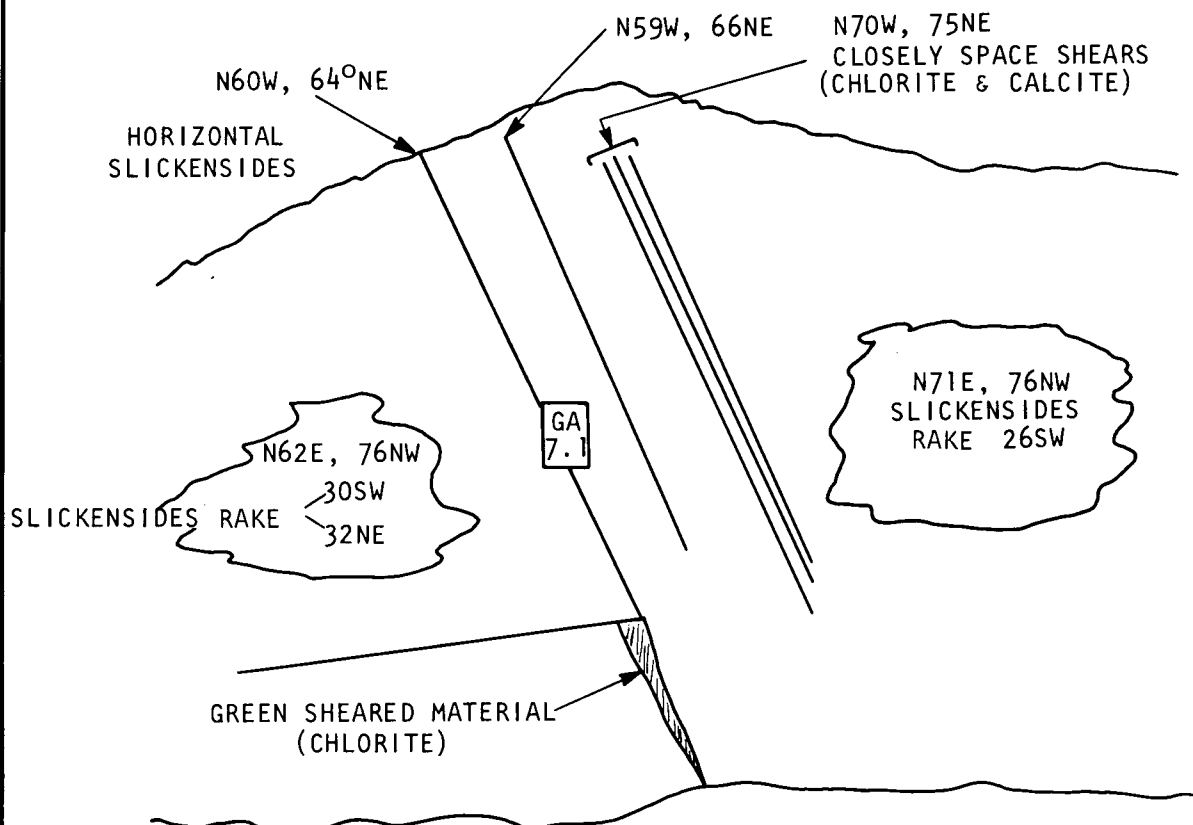 N59W, 66NE
N70W, 75NE
CLOSELY SPACE SHEARS
(CHLORITE & CALCITE)
N60W, 64°NE
HORIZONTAL
SLICKENSIDES
GA
7.1
N71E, 76NW
SLICKENSIDES
RAKE 26SW
N62E, 76NW
30SW
SLICKENSIDES RAKE
32NE
GREEN SHEARED MATERIAL
(CHLORITE)